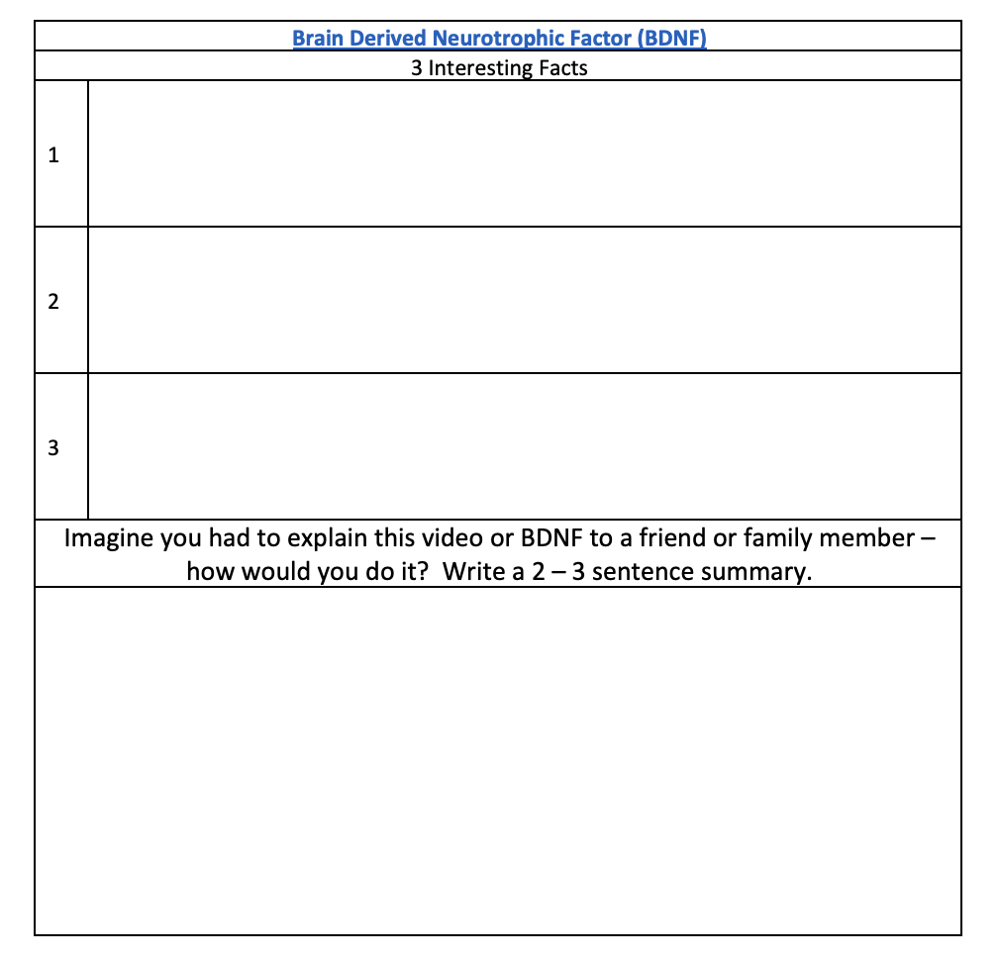 Brain Derived Neurotrophic Factor (BDNF)
3 Interesting Facts
1
2
3
Imagine you had to explain this video or BDNF to a friend or family member –
how would you do it?  Write a 2 – 3 sentence summary.